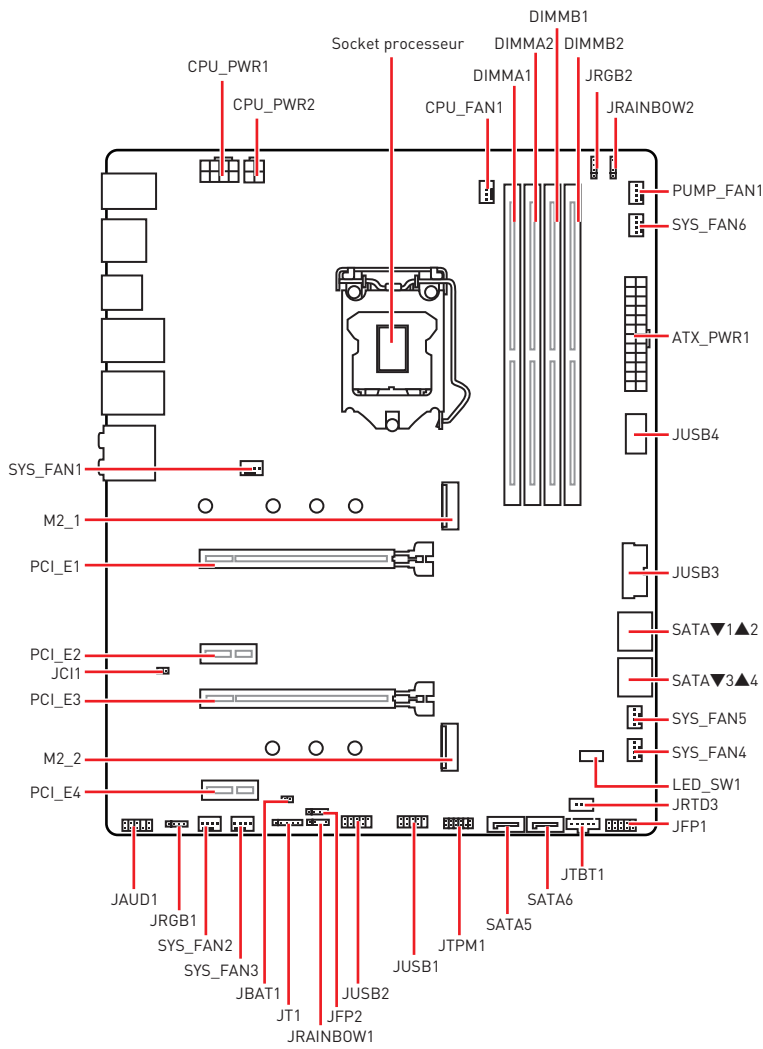 DIMMB1
Socket processeur
DIMMA2
DIMMB2
CPU_PWR1
DIMMA1
JRGB2
CPU_PWR2
CPU_FAN1
JRAINBOW2
PUMP_FAN1
SYS_FAN6
ATX_PWR1
JUSB4
SYS_FAN1
M2_1
PCI_E1
JUSB3
SATA▼1▲2
PCI_E2
JCI1
SATA▼3▲4
PCI_E3
SYS_FAN5
M2_2
SYS_FAN4
LED_SW1
PCI_E4
JRTD3
JFP1
JTBT1
JAUD1
SATA6
JRGB1
SATA5
SYS_FAN2
JTPM1
SYS_FAN3
JUSB1
JBAT1
JUSB2
JT1
JFP2
JRAINBOW1